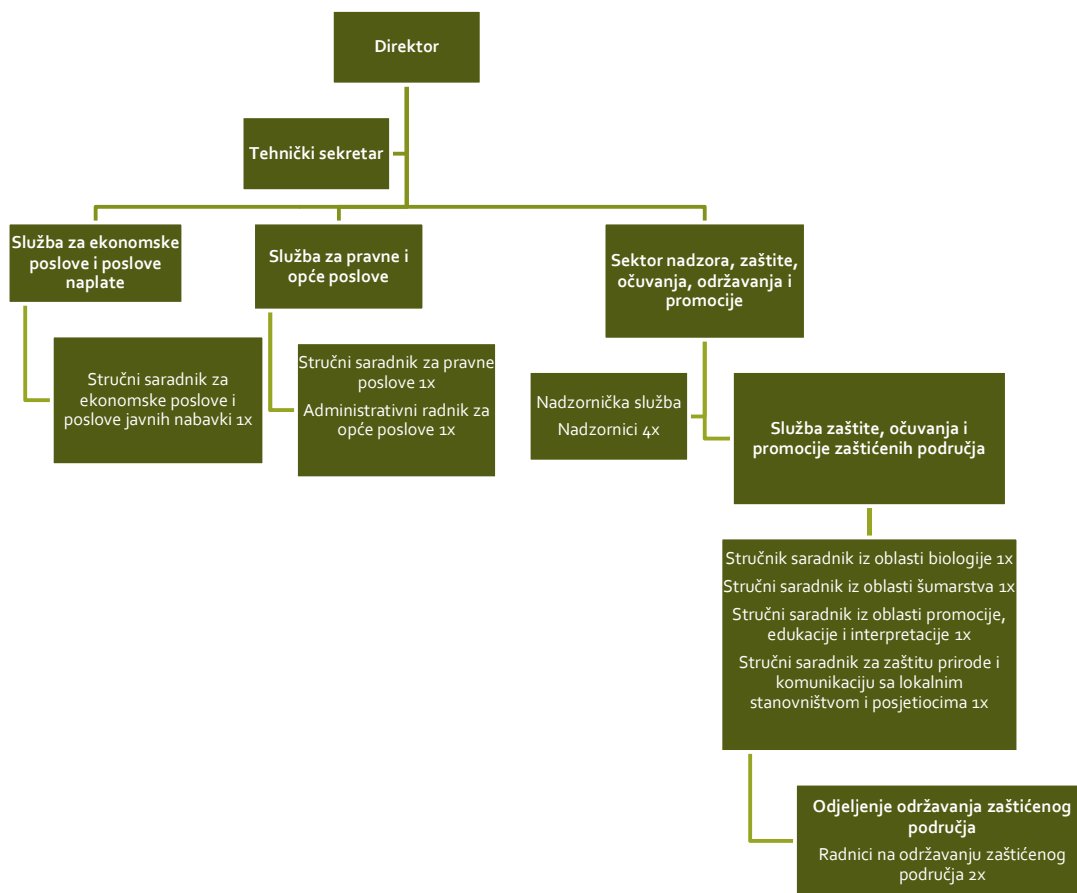 Direktor
Tehnički sekretar
Služba za ekonomske
poslove i poslove
naplate
Služba za pravne i
opće poslove
Sektor nadzora, zaštite,
očuvanja, održavanja i
promocije
Stručni saradnik za
ekonomske poslove i
poslove javnih nabavki 1x
Stručni saradnik za pravne
poslove 1x
Administrativni radnik za
opće poslove 1x
Nadzornička služba
Nadzornici 4x
Služba zaštite, očuvanja i
promocije zaštićenih područja
Stručnik saradnik iz oblasti biologije 1x
Stručni saradnik iz oblasti šumarstva 1x
Stručni saradnik iz oblasti promocije,
edukacije i interpretacije 1x
Stručni saradnik za zaštitu prirode i
komunikaciju sa lokalnim
stanovništvom i posjetiocima 1x
Odjeljenje održavanja zaštićenog
područja
Radnici na održavanju zaštićenog
područja 2x